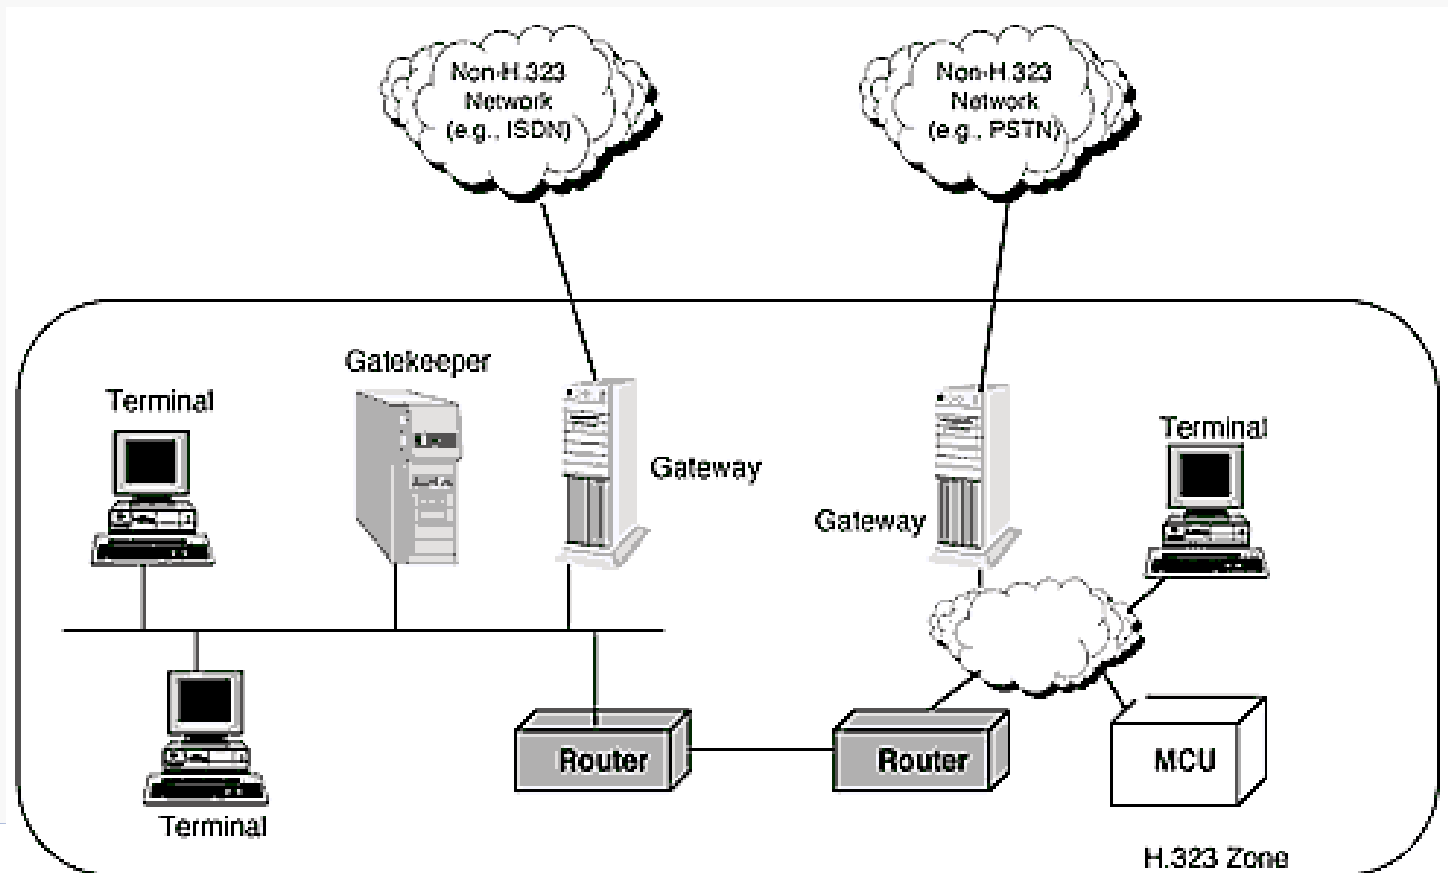 Non-H.323
Network
(e.g., ISDN)
Non-H.323
Network
(e.g., PSTN)
Gatekeeper
Terminal
Terminal
Gateway
Gateway
Router
Router
MCU
Terminal
H.323 Zone